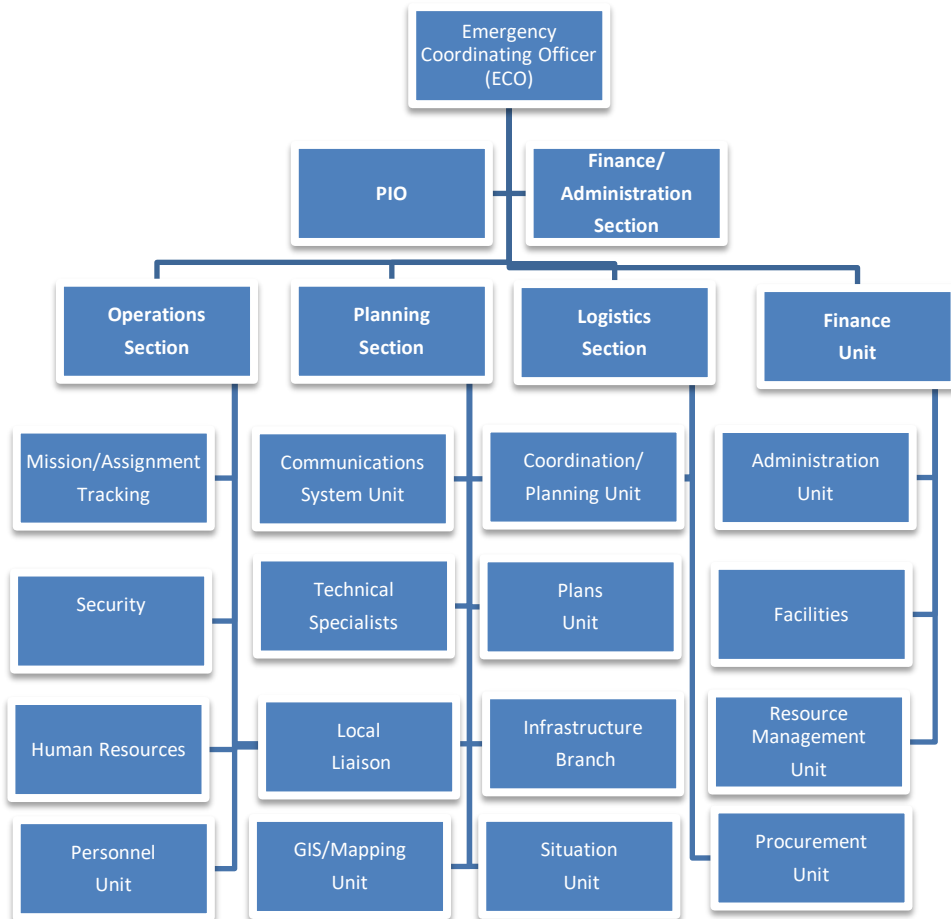 Emergency
Coordinating Officer
(ECO)
PIO
Finance/
Administration
Section
Operations
Section
Planning
Section
Logistics
Section
Finance
Unit
Mission/Assignment
Tracking
Communications
System Unit
Coordination/
Planning Unit
Administration
Unit
Security
Technical
Specialists
Plans
Unit
Facilities
Human Resources
Local
Liaison
Infrastructure
Branch
Resource
Management
Unit
Personnel
Unit
GIS/Mapping
Unit
Situation
Unit
Procurement
Unit